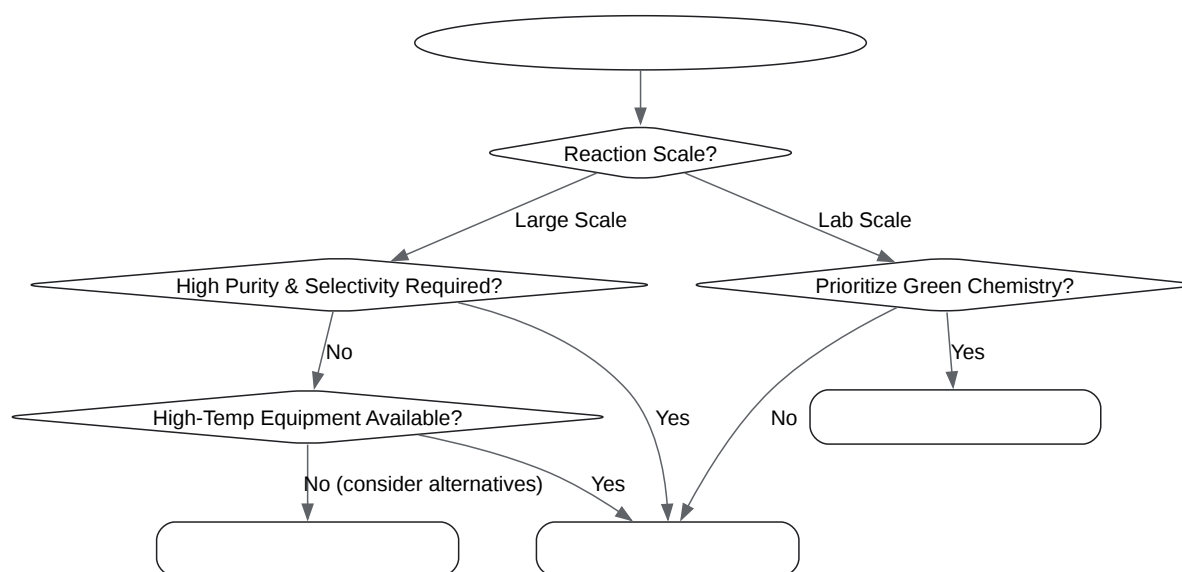 Reaction Scale?
Large Scale
Lab Scale
High Purity & Selectivity Required?
Prioritize Green Chemistry?
No
Yes
High-Temp Equipment Available?
Yes
No
No (consider alternatives)
Yes